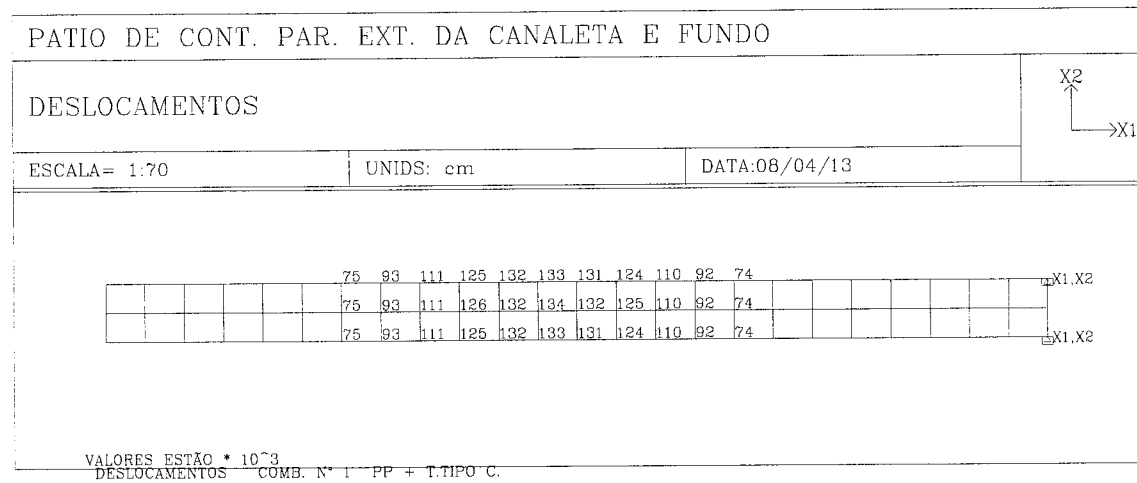 PATIO DE CONT. PAR. EXT. DA CANALETA E FUNDO
DESLOCAMENTOS
X2
X1
ESCALA= 1:70
UNIDS: cm
DATA:08/04/13
75 93 111 125 132 133 131 124 110 92 74
X1,X2
75 93 111 126 132 134 132 125 110 92 74
75 93 111 125 132 133 131 124 110 92 74
X1,X2
VALORES ESTÃO * 10^3
DESLOCAMENTOS COMB. N° 1 PP + T.TIPO C.